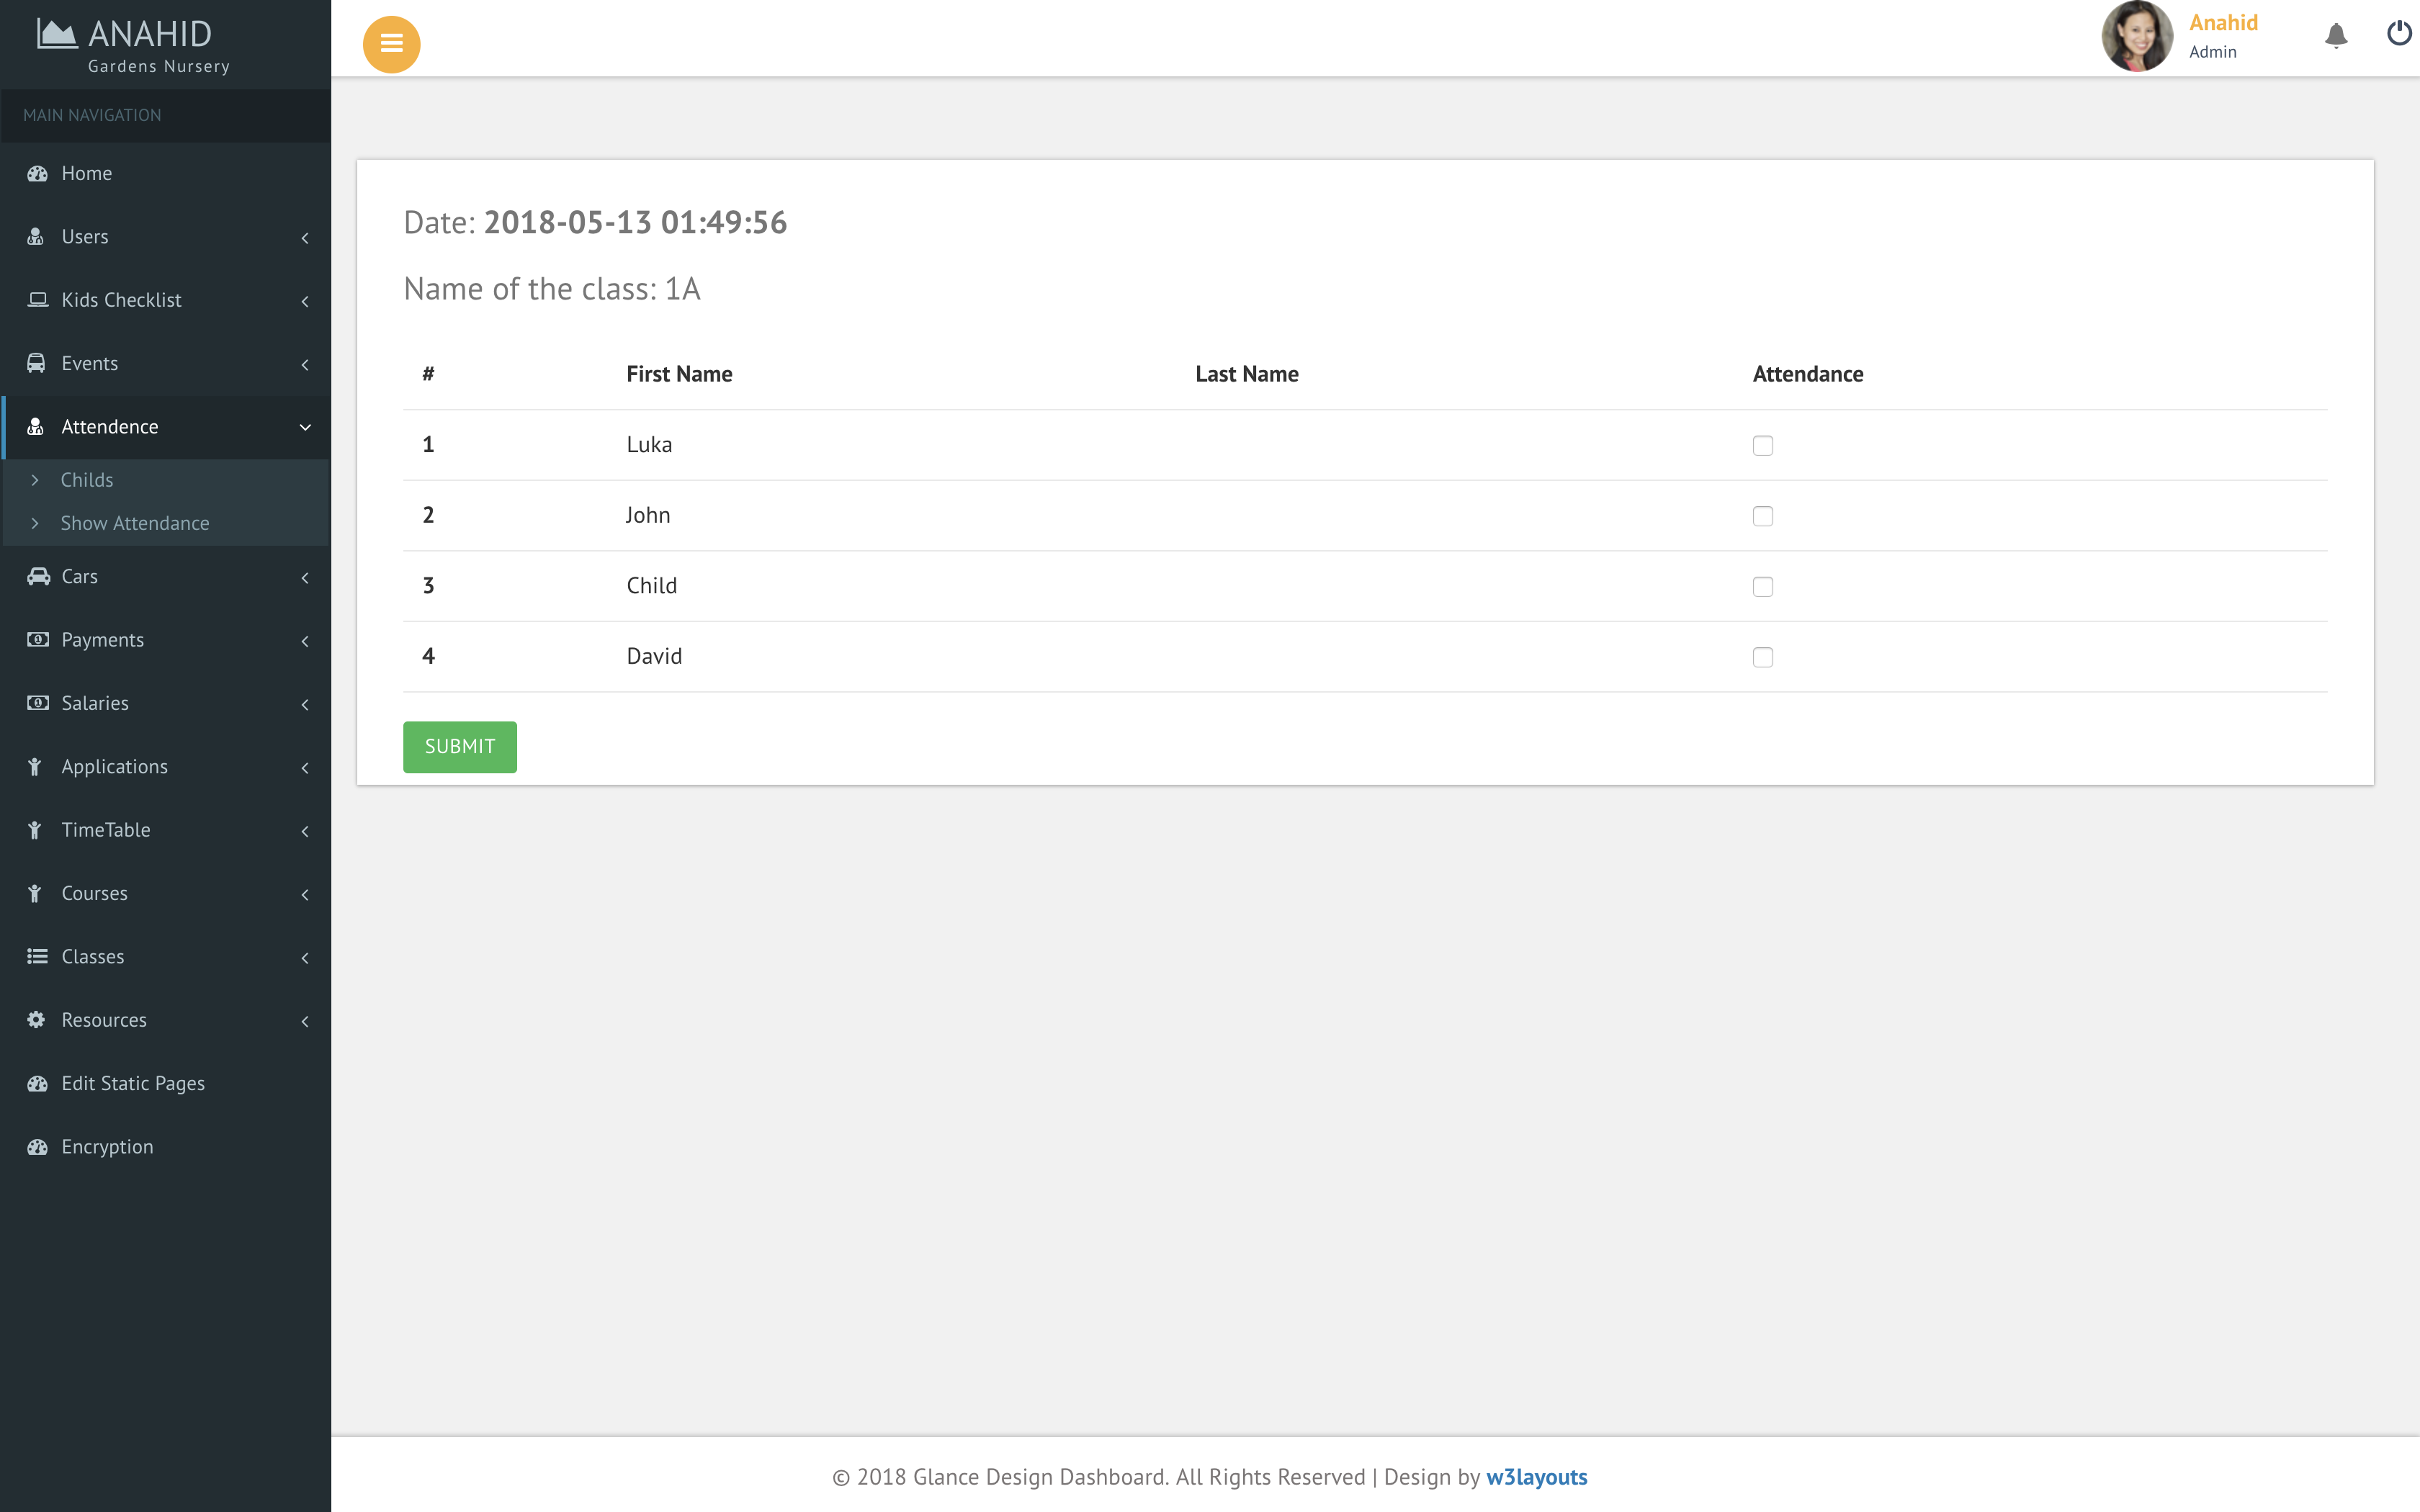 ANAHID
Gardens Nursery
MAIN NAVIGATION
Home
Users
Kids Checklist
Events
Attendence
Childs
Show Attendance
Cars
Payments
Salaries
Applications
TimeTable
Courses
Classes
Resources
Edit Static Pages
Encryption
Anahid
Admin
Date: 2018-05-13 01:49:56
Name of the class: 1A
# First Name Last Name Attendance
1 Luka
2 John
3 Child
4 David
SUBMIT
© 2018 Glance Design Dashboard. All Rights Reserved | Design by w3layouts